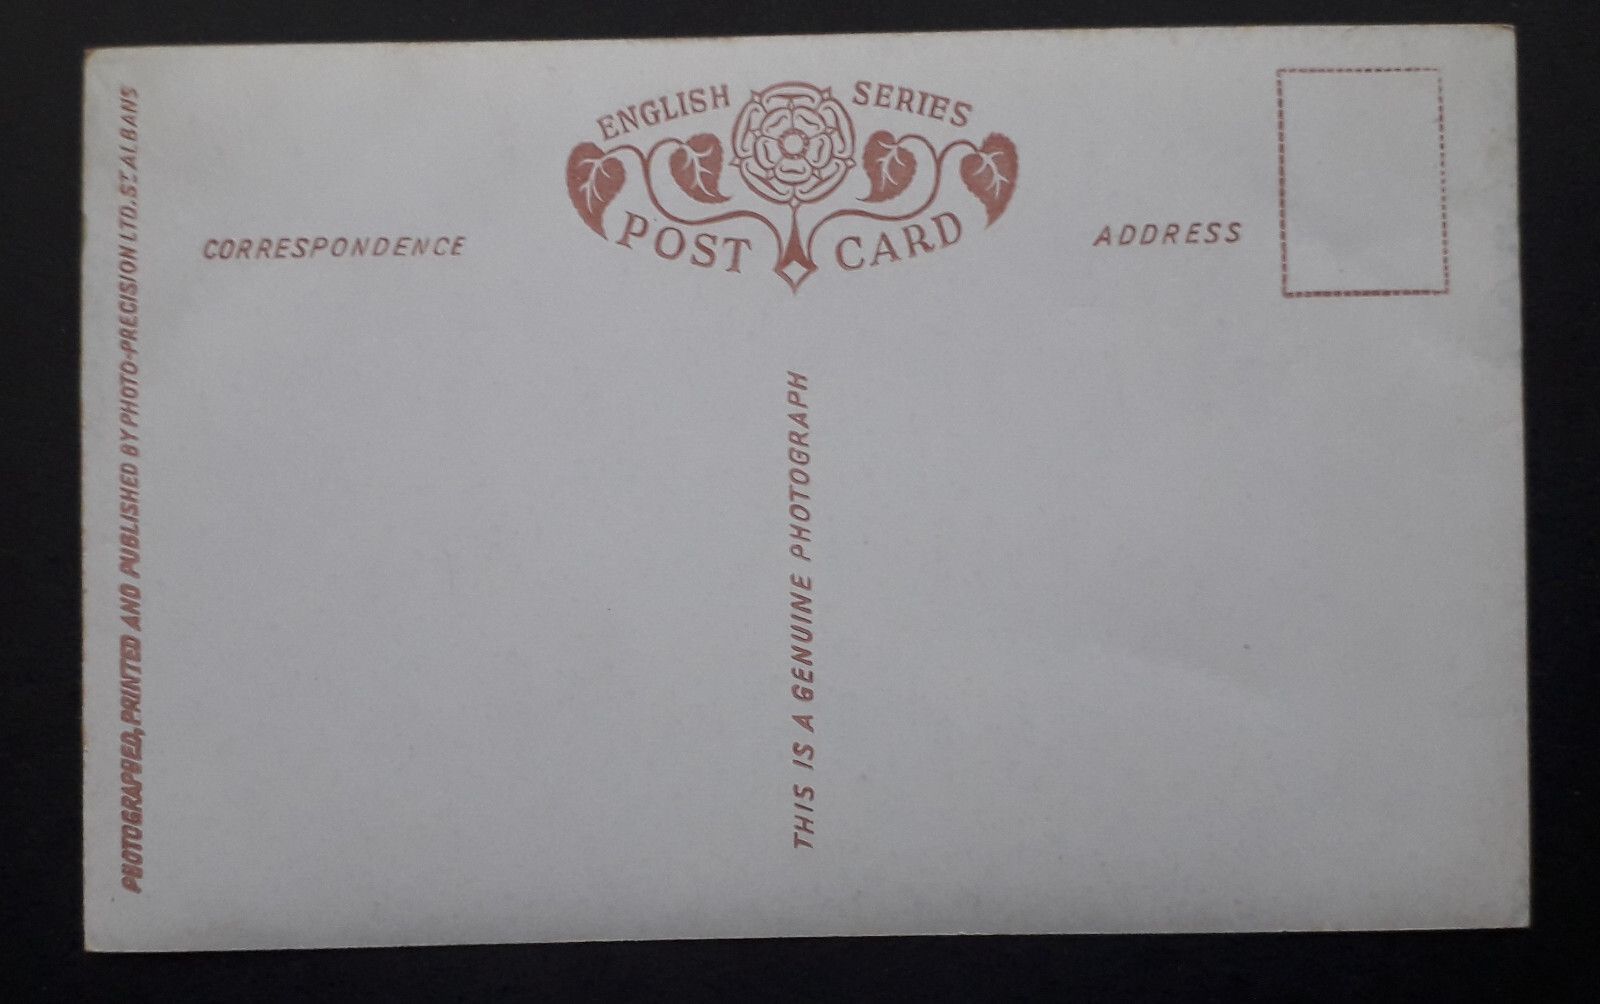 ENGLISH SERIES
POST CARD
CORRESPONDENCE
ADDRESS
PHOTOGRAPHED, PRINTED AND PUBLISHED BY PHOTO-PRECISION LTD. ST. ALBANS
THIS IS A GENUINE PHOTOGRAPH